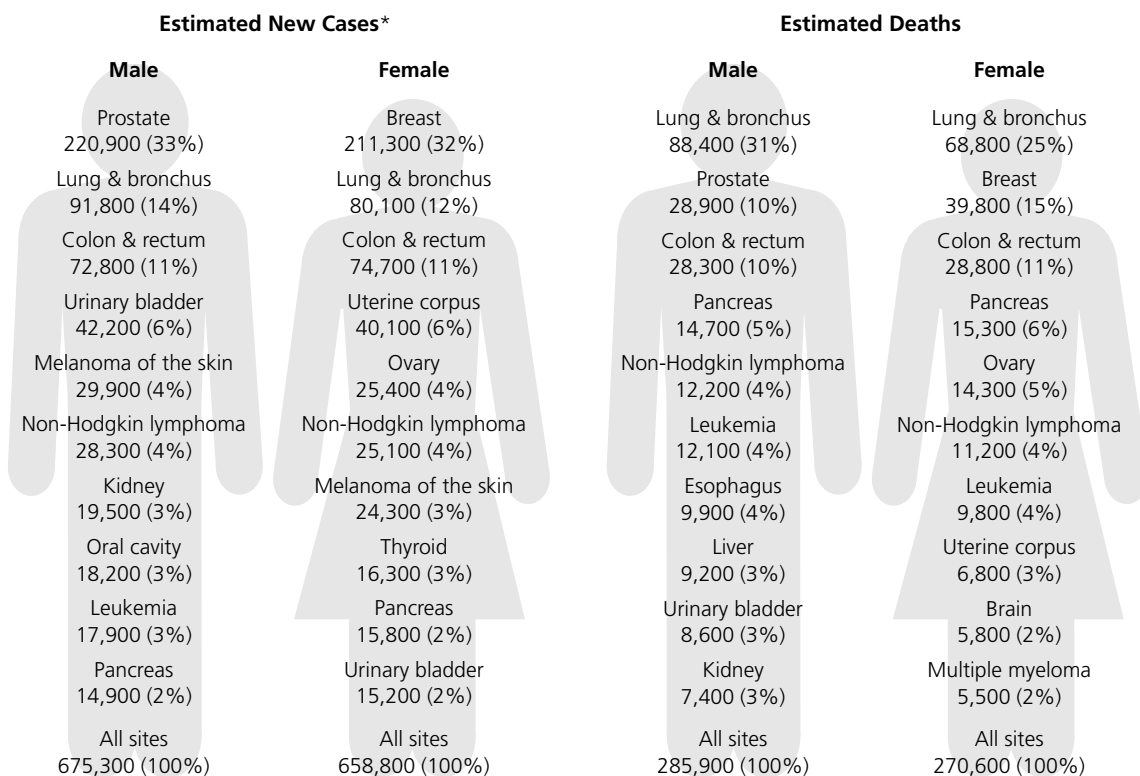 Estimated New Cases*
Male
Prostate
220,900 (33%)
Lung & bronchus
91,800 (14%)
Colon & rectum
72,800 (11%)
Urinary bladder
42,200 (6%)
Melanoma of the skin
29,900 (4%)
Non-Hodgkin lymphoma
28,300 (4%)
Kidney
19,500 (3%)
Oral cavity
18,200 (3%)
Leukemia
17,900 (3%)
Pancreas
14,900 (2%)
All sites
675,300 (100%)
Female
Breast
211,300 (32%)
Lung & bronchus
80,100 (12%)
Colon & rectum
74,700 (11%)
Uterine corpus
40,100 (6%)
Ovary
25,400 (4%)
Non-Hodgkin lymphoma
25,100 (4%)
Melanoma of the skin
24,300 (3%)
Thyroid
16,300 (3%)
Pancreas
15,800 (2%)
Urinary bladder
15,200 (2%)
All sites
658,800 (100%)
Estimated Deaths
Male
Lung & bronchus
88,400 (31%)
Prostate
28,900 (10%)
Colon & rectum
28,300 (10%)
Pancreas
14,700 (5%)
Non-Hodgkin lymphoma
12,200 (4%)
Leukemia
12,100 (4%)
Esophagus
9,900 (4%)
Liver
9,200 (3%)
Urinary bladder
8,600 (3%)
Kidney
7,400 (3%)
All sites
285,900 (100%)
Female
Lung & bronchus
68,800 (25%)
Breast
39,800 (15%)
Colon & rectum
28,800 (11%)
Pancreas
15,300 (6%)
Ovary
14,300 (5%)
Non-Hodgkin lymphoma
11,200 (4%)
Leukemia
9,800 (4%)
Uterine corpus
6,800 (3%)
Brain
5,800 (2%)
Multiple myeloma
5,500 (2%)
All sites
270,600 (100%)